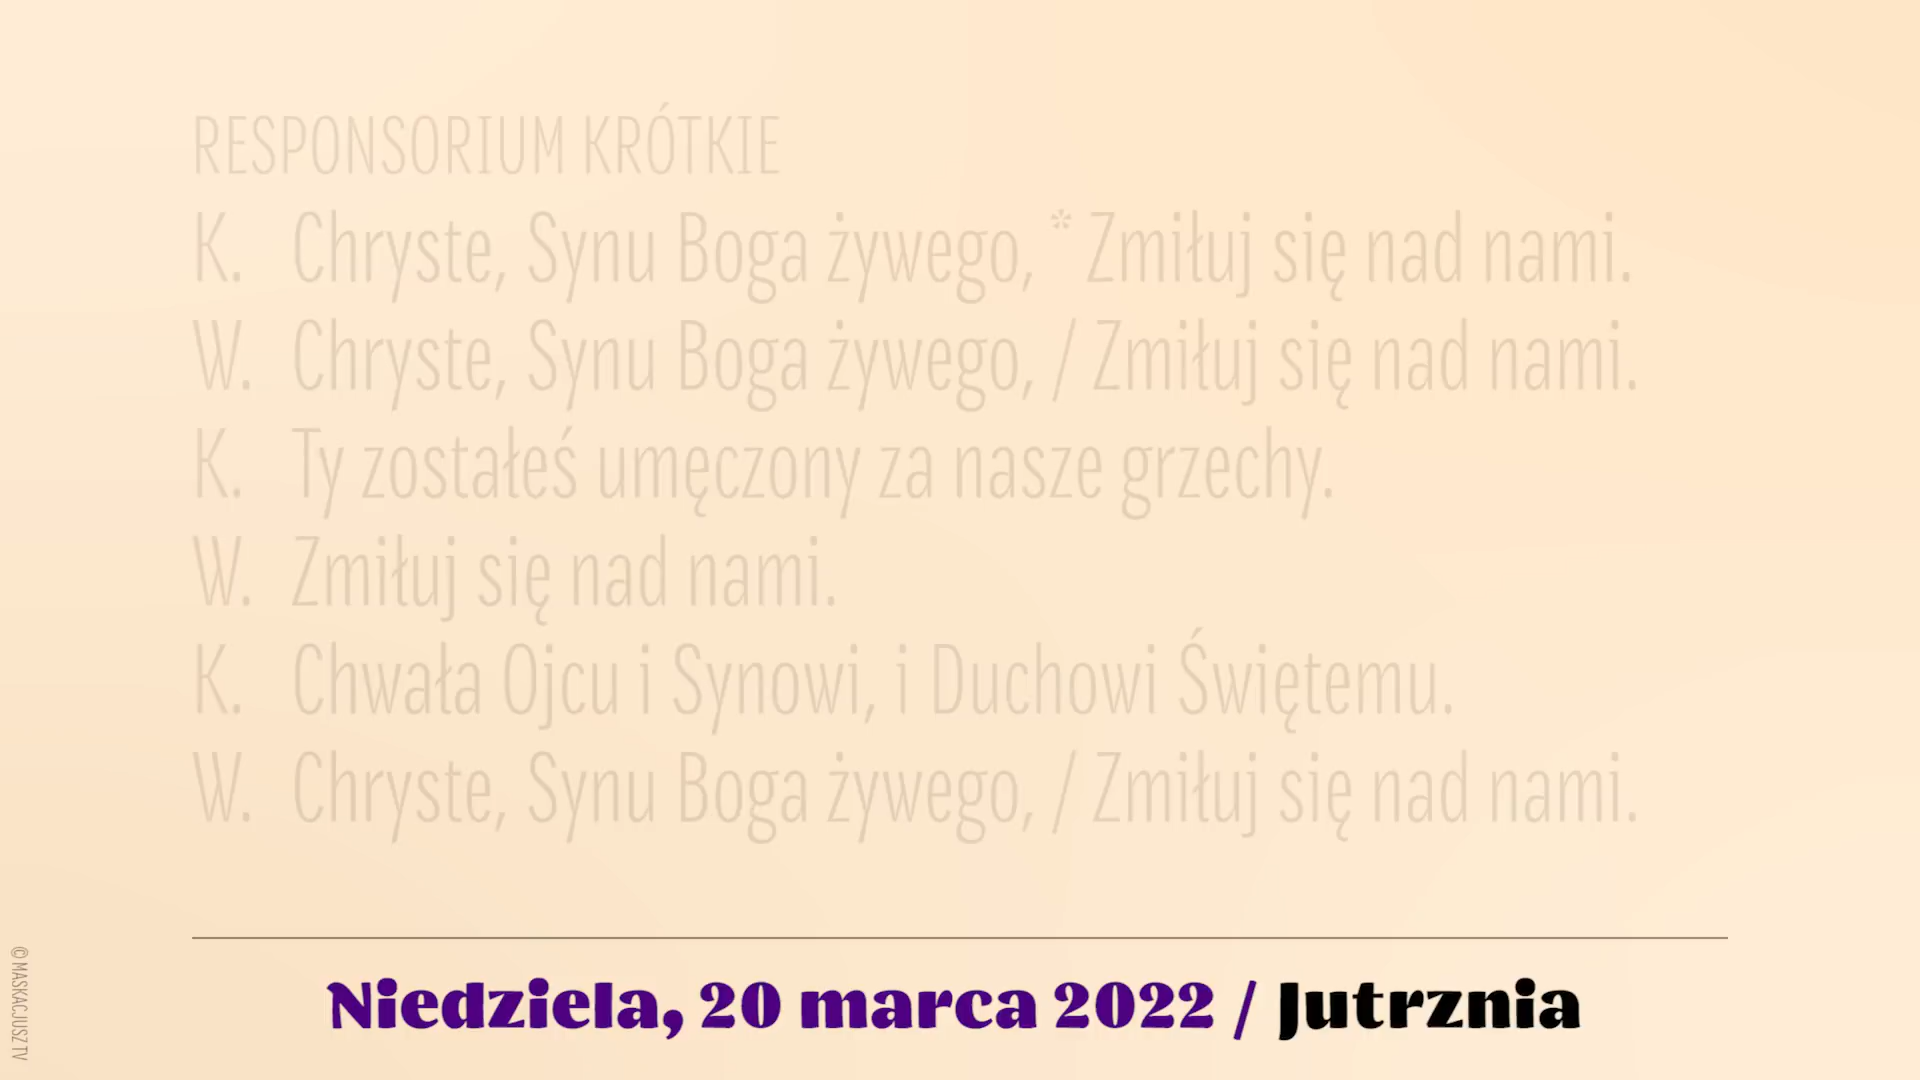 RESPONSORIUM KRÓTKIE
K. Chryste, Synu Boga żywego, * Zmiłuj się nad nami.
W. Chryste, Synu Boga żywego, / Zmiłuj się nad nami.
K. Ty zostałeś umęczony za nasze grzechy.
W. Zmiłuj się nad nami.
K. Chwała Ojcu i Synowi, i Duchowi Świętemu.
W. Chryste, Synu Boga żywego, / Zmiłuj się nad nami.
Niedziela, 20 marca 2022 / Jutrznia
© MASKACJUSZ TV